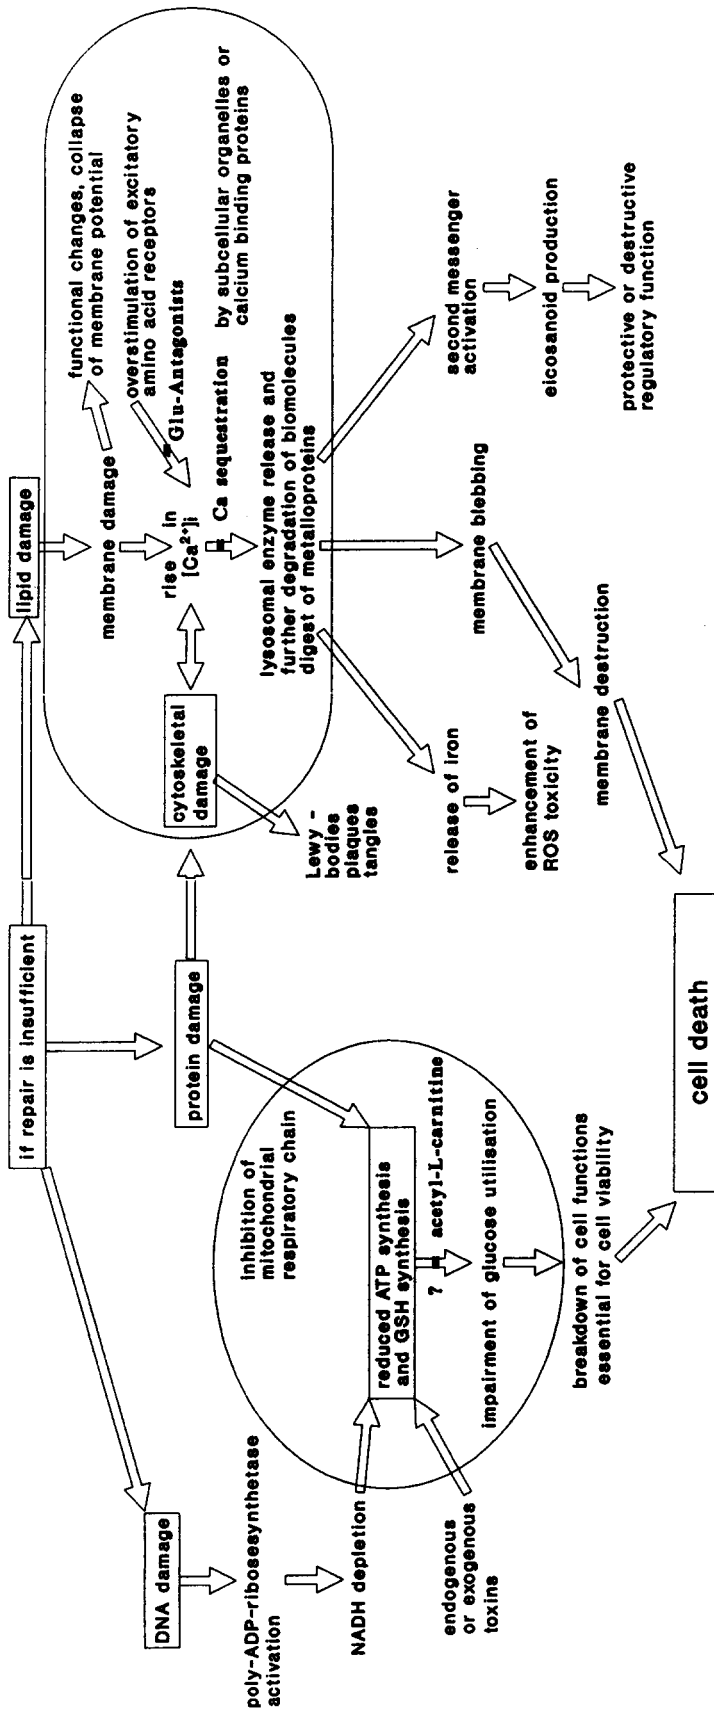 if repair is insufficient
DNA damage
poly-ADP-ribosesynthetase
activation
NADH depletion
endogenous
or exogenous
toxins
protein damage
inhibition of
mitochondrial
respiratory chain
reduced ATP synthesis
and GSH synthesis
? acetyl-L-carnitine
impairment of glucose utilisation
breakdown of cell functions
essential for cell viability
lipid damage
membrane damage
functional changes, collapse
of membrane potential
overstimulation of excitatory
amino acid receptors
Glu-Antagonists
rise in
[Ca²⁺]i
Ca sequestration
by subcellular organelles or
calcium binding proteins
cytoskeletal
damage
Lewy -
bodies
plaques
tangles
lysosomal enzyme release and
further degradation of biomolecules
digest of metalloproteins
release of iron
enhancement of
ROS toxicity
membrane blebbing
membrane destruction
second messenger
activation
eicosanoid production
protective or destructive
regulatory function
cell death